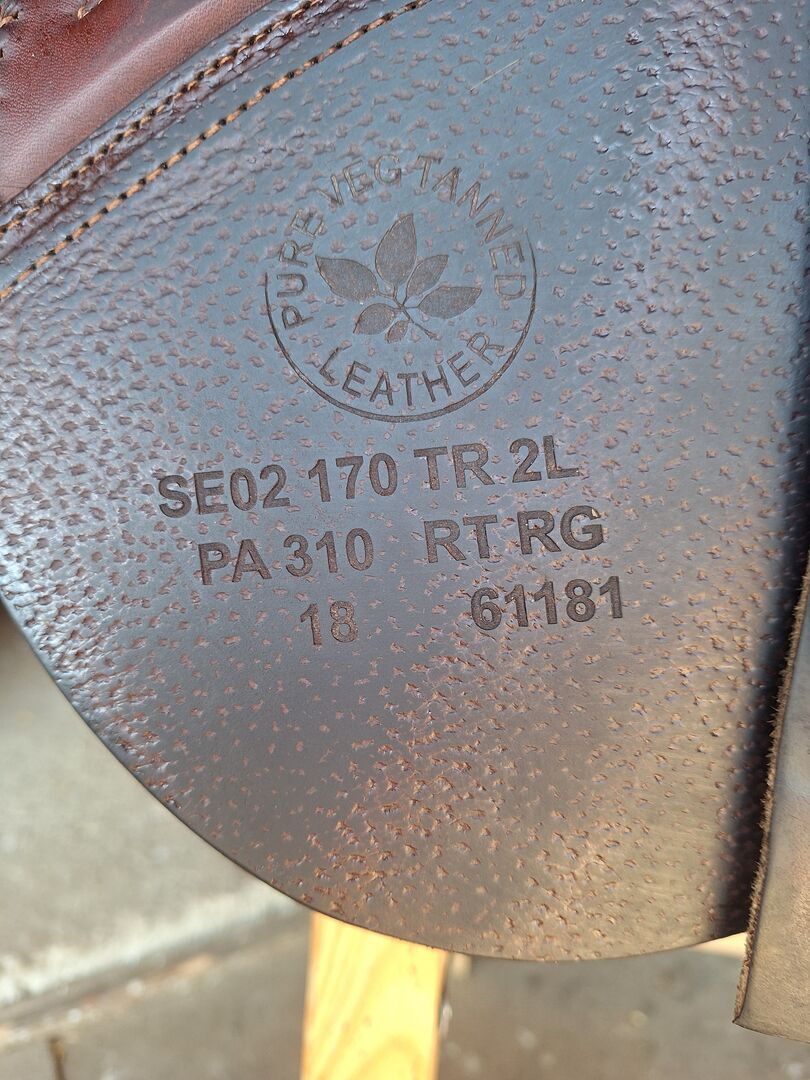 PURE VEG TANNED
LEATHER
SE02 170 TR 2L
PA 310 RT RG
18 61181